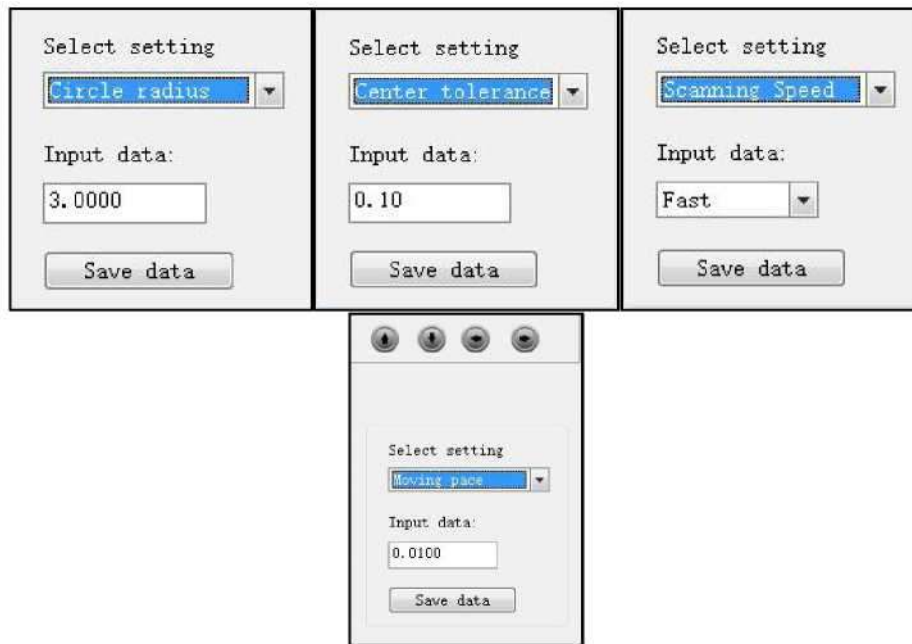 Select setting
Circle radius
Input data:
3.0000
Save data
Select setting
Center tolerance
Input data:
0.10
Save data
Select setting
Scanning Speed
Input data:
Fast
Save data
Select setting
Moving pace
Input data:
0.0100
Save data